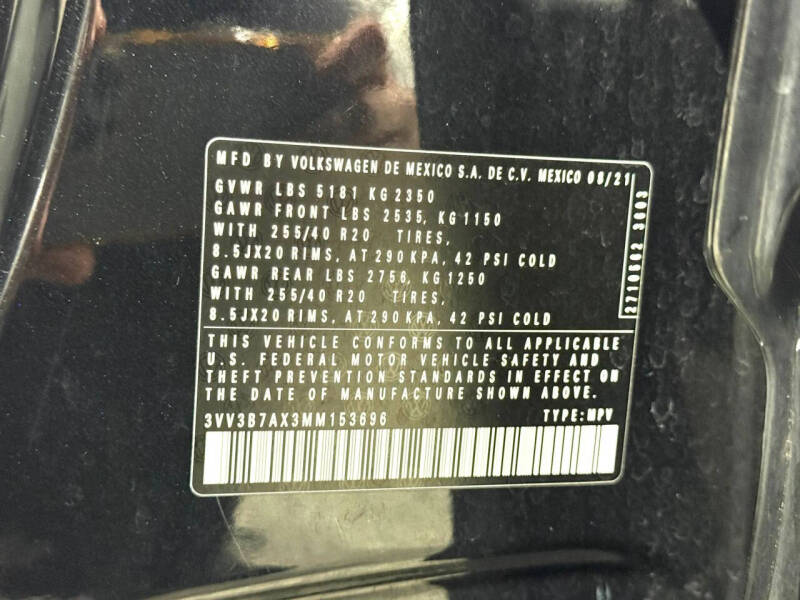 MFD BY VOLKSWAGEN DE MEXICO S.A. DE C.V. MEXICO 08/21
GVWR LBS 5181 KG 2350
GAWR FRONT LBS 2535, KG 1150
WITH 255/40 R20 TIRES,
8.5JX20 RIMS, AT 290 KPA, 42 PSI COLD
GAWR REAR LBS 2756, KG 1250
WITH 255/40 R20 TIRES,
8.5JX20 RIMS, AT 290 KPA, 42 PSI COLD
2710602 3003
THIS VEHICLE CONFORMS TO ALL APPLICABLE
U.S. FEDERAL MOTOR VEHICLE SAFETY AND
THEFT PREVENTION STANDARDS IN EFFECT ON
THE DATE OF MANUFACTURE SHOWN ABOVE.
3VV3B7AX3MM153696 TYPE:MPV